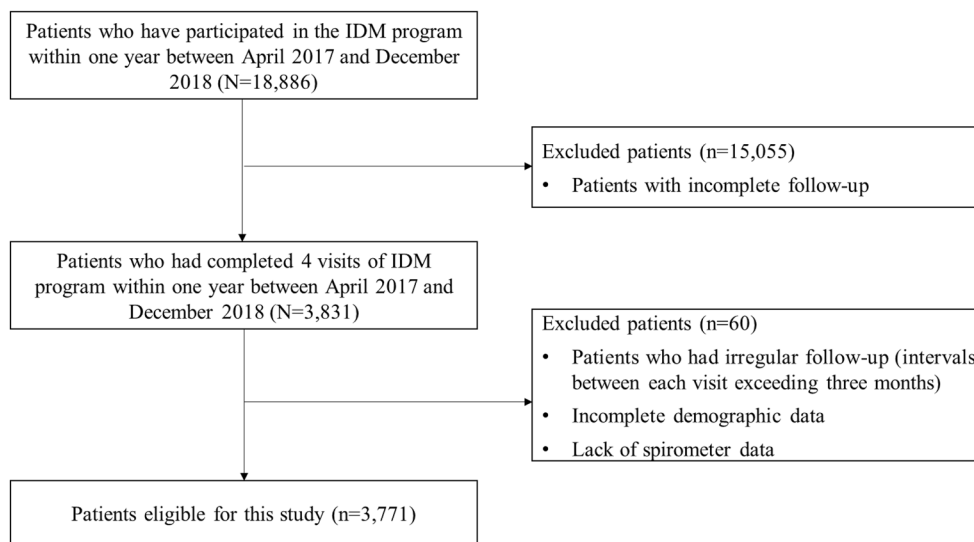 Patients who have participated in the IDM program
within one year between April 2017 and December
2018 (N=18,886)
Excluded patients (n=15,055)
• Patients with incomplete follow-up
Patients who had completed 4 visits of IDM
program within one year between April 2017 and
December 2018 (N=3,831)
Excluded patients (n=60)
• Patients who had irregular follow-up (intervals
between each visit exceeding three months)
• Incomplete demographic data
• Lack of spirometer data
Patients eligible for this study (n=3,771)